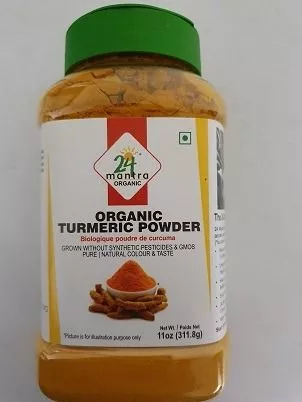 24
mantra
ORGANIC
ORGANIC
TURMERIC POWDER
Biologique poudre de curcuma
GROWN WITHOUT SYNTHETIC PESTICIDES & GMOS
PURE | NATURAL COLOUR & TASTE
*Picture is for illustration purpose only
Net Wt. / Poids Net
11oz (311.8g)